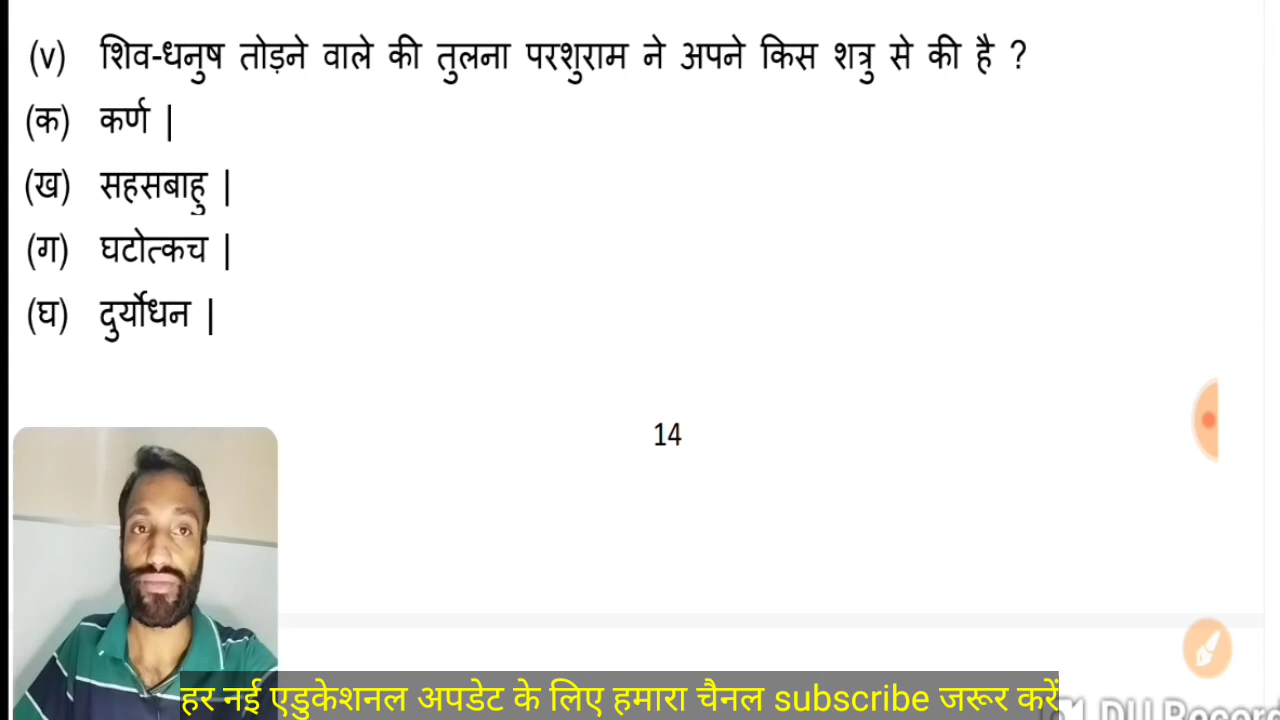 (v) शिव-धनुष तोड़ने वाले की तुलना परशुराम ने अपने किस शत्रु से की है ?
(क) कर्ण |
(ख) सहसबाहु |
(ग) घटोत्कच |
(घ) दुर्योधन |
14
हर नई एडुकेशनल अपडेट के लिए हमारा चैनल subscribe जरूर करें